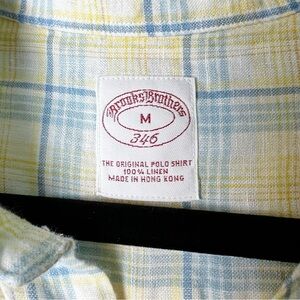 Brooks Brothers
M
346
THE ORIGINAL POLO SHIRT
100% LINEN
MADE IN HONG KONG